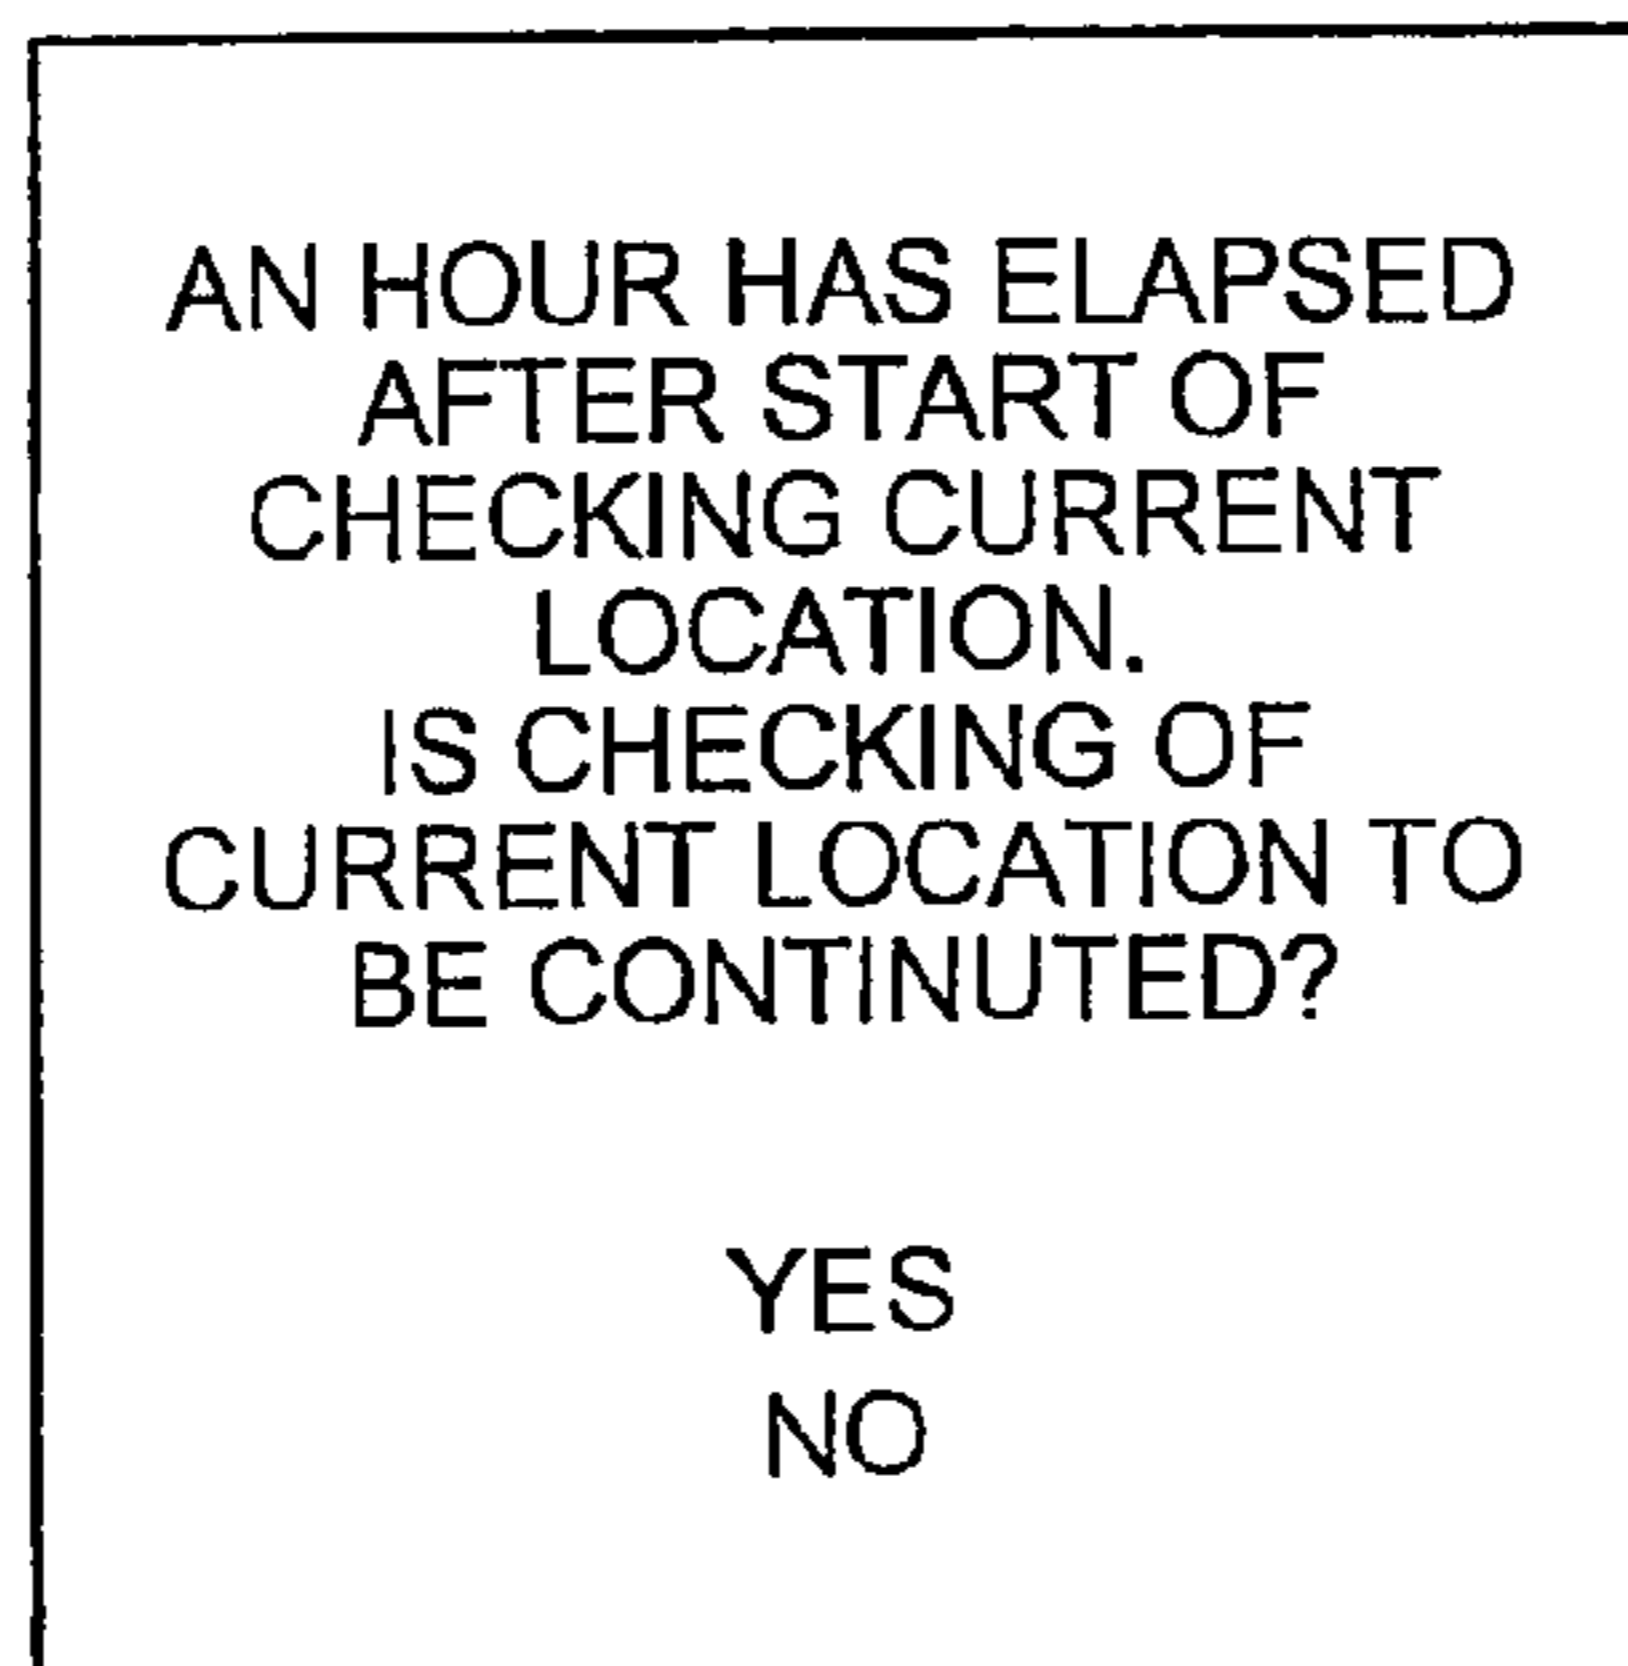 AN HOUR HAS ELAPSED
AFTER START OF
CHECKING CURRENT
LOCATION.
IS CHECKING OF
CURRENT LOCATION TO
BE CONTINUTED?
YES
NO